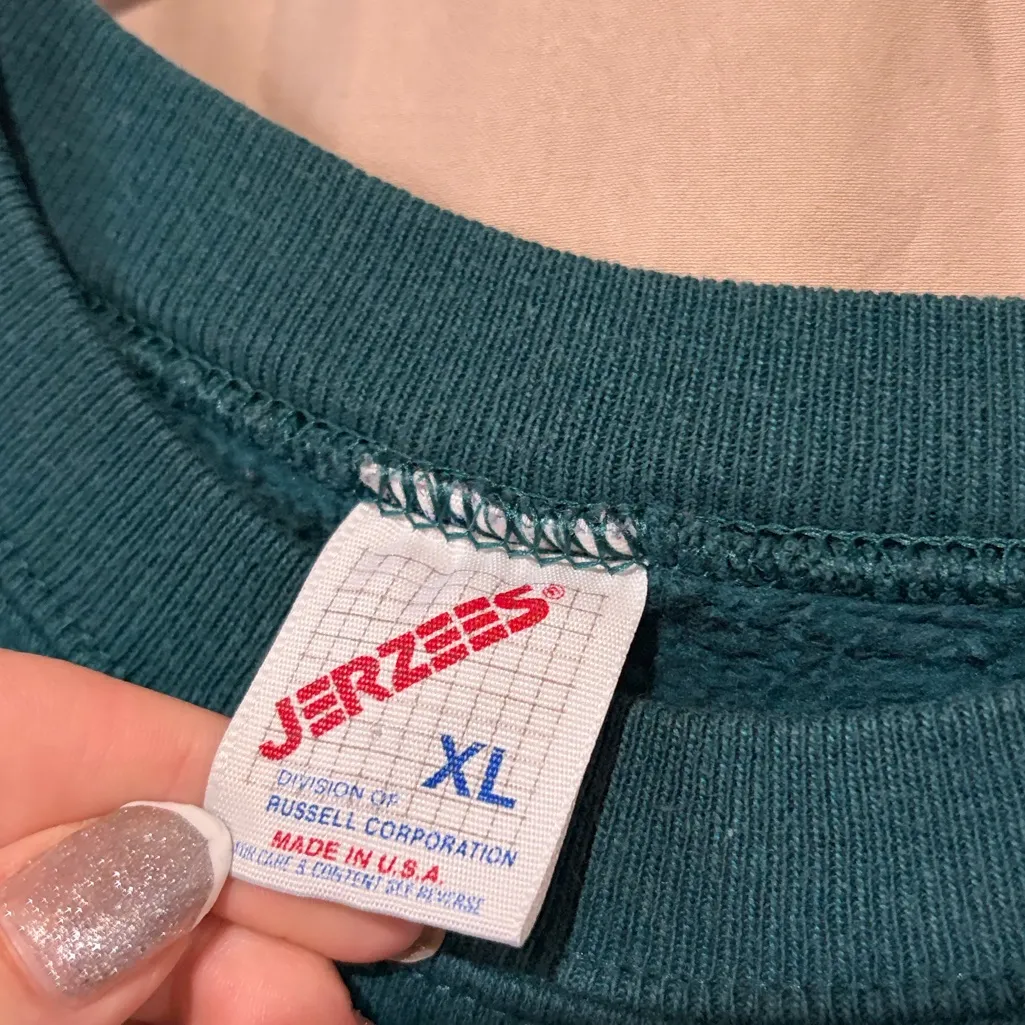 JERZEES®
XL
DIVISION OF
RUSSELL CORPORATION
MADE IN U.S.A.
FOR CARE & CONTENT SEE REVERSE